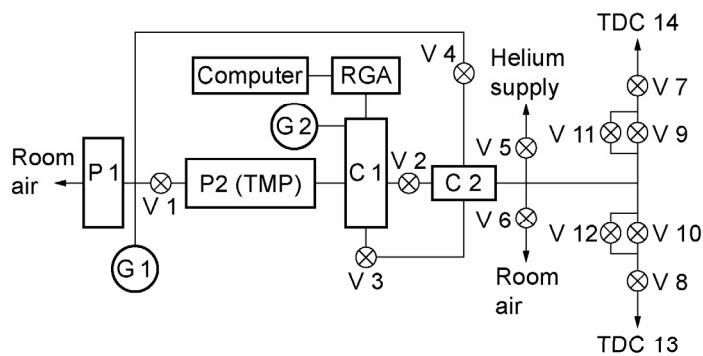 TDC 14
V 4
Helium
supply
Computer
RGA
V 7
G 2
V 11
V 9
Room
air
P 1
V 1
P2 (TMP)
C 1
V 2
C 2
V 5
V 6
V 12
V 10
G 1
V 3
Room
air
V 8
TDC 13